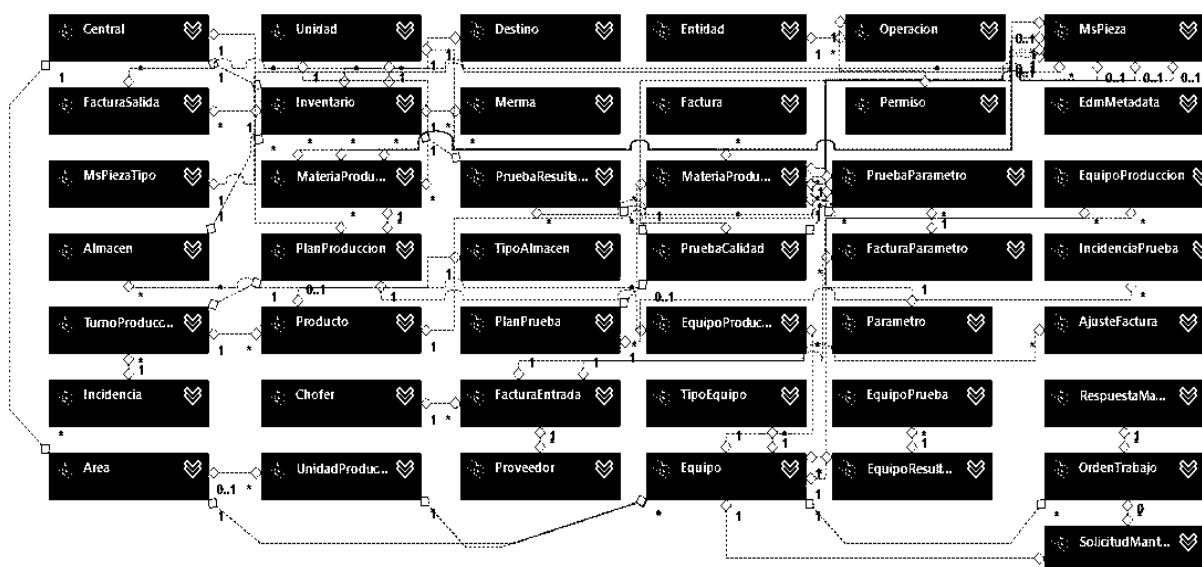 Central Unidad Destino Entidad Operacion MsPieza
FacturaSalida Inventario Merma Factura Permiso EdmMetadata
MsPiezaTipo MateriaProdu... PruebaResulta... MateriaProdu... PruebaParametro EquipoProduccion
Almacen PlanProduccion TipoAlmacen PruebaCalidad FacturaParametro IncidenciaPrueba
TurnoProducc... Producto PlanPrueba EquipoProduc... Parametro AjusteFactura
Incidencia Chofer FacturaEntrada TipoEquipo EquipoPrueba RespuestaMa...
Area UnidadProduc... Proveedor Equipo EquipoResult... OrdenTrabajo
SolicitudMant...